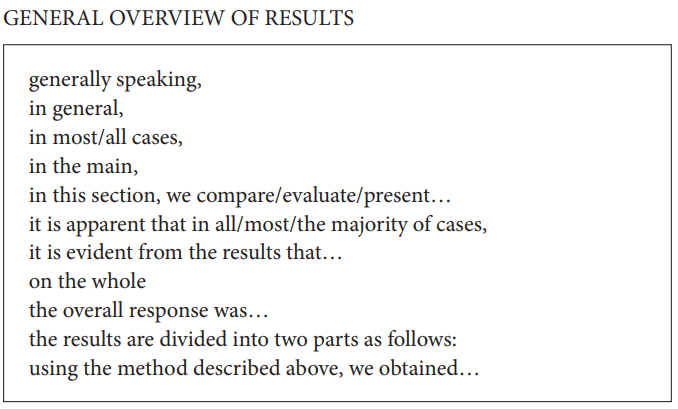 GENERAL OVERVIEW OF RESULTS
generally speaking,
in general,
in most/all cases,
in the main,
in this section, we compare/evaluate/present…
it is apparent that in all/most/the majority of cases,
it is evident from the results that…
on the whole
the overall response was…
the results are divided into two parts as follows:
using the method described above, we obtained…